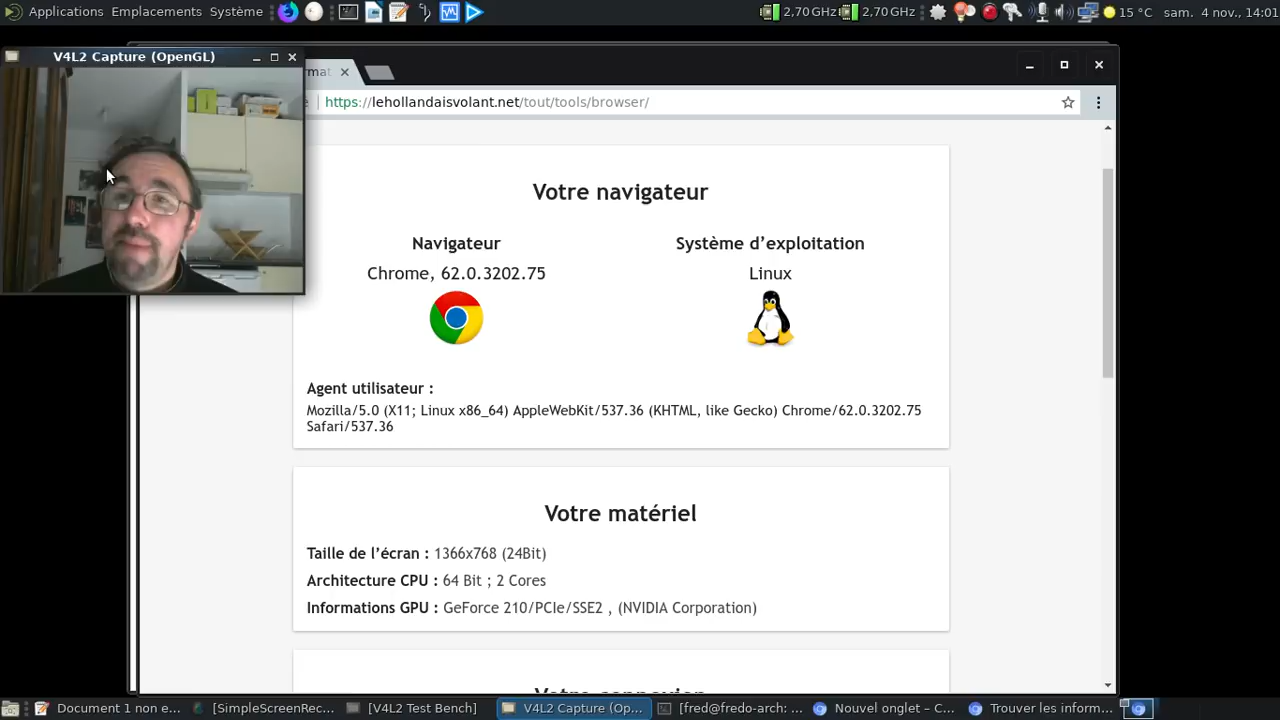 Applications Emplacements Système 2,70 GHz 2,70 GHz 15 °C sam. 4 nov., 14:01
V4L2 Capture (OpenGL)
https://lehollandaisvolant.net/tout/tools/browser/
Votre navigateur
Navigateur Système d’exploitation
Chrome, 62.0.3202.75 Linux
Agent utilisateur :
Mozilla/5.0 (X11; Linux x86_64) AppleWebKit/537.36 (KHTML, like Gecko) Chrome/62.0.3202.75
Safari/537.36
Votre matériel
Taille de l’écran : 1366x768 (24Bit)
Architecture CPU : 64 Bit ; 2 Cores
Informations GPU : GeForce 210/PCIe/SSE2 , (NVIDIA Corporation)
Votre connexion
Document 1 non e... [SimpleScreenRec... [V4L2 Test Bench] V4L2 Capture (Op... [fred@fredo-arch: ... Nouvel onglet – C... Trouver les inform...